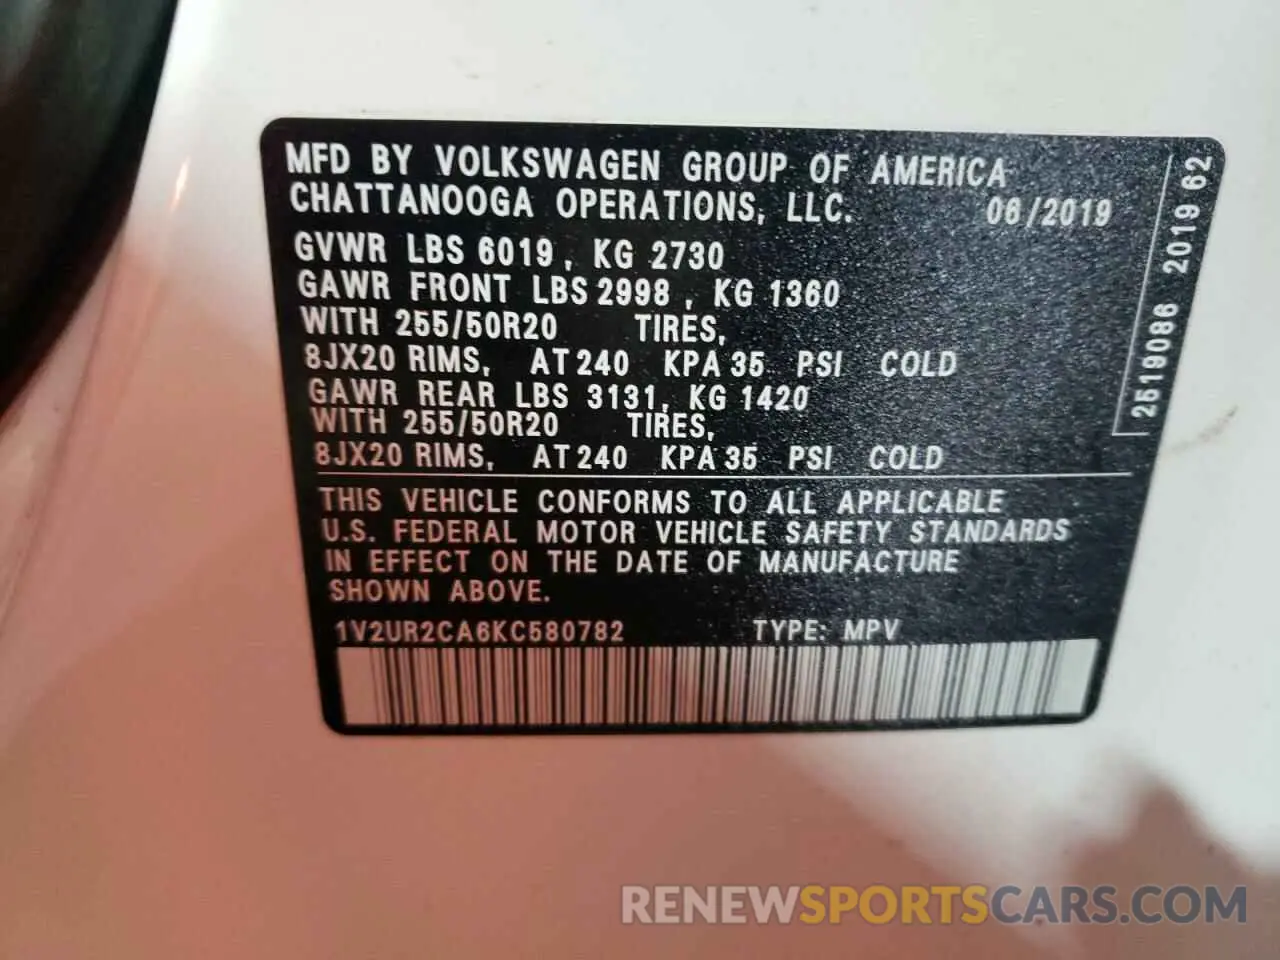 MFD BY VOLKSWAGEN GROUP OF AMERICA
CHATTANOOGA OPERATIONS, LLC. 06/2019
GVWR LBS 6019, KG 2730
GAWR FRONT LBS 2998, KG 1360
WITH 255/50R20 TIRES,
8JX20 RIMS, AT 240 KPA 35 PSI COLD
GAWR REAR LBS 3131, KG 1420
WITH 255/50R20 TIRES,
8JX20 RIMS, AT 240 KPA 35 PSI COLD
THIS VEHICLE CONFORMS TO ALL APPLICABLE
U.S. FEDERAL MOTOR VEHICLE SAFETY STANDARDS
IN EFFECT ON THE DATE OF MANUFACTURE
SHOWN ABOVE.
1V2UR2CA6KC580782 TYPE: MPV
2519086 2019 62
RENEWSPORTSCARS.COM